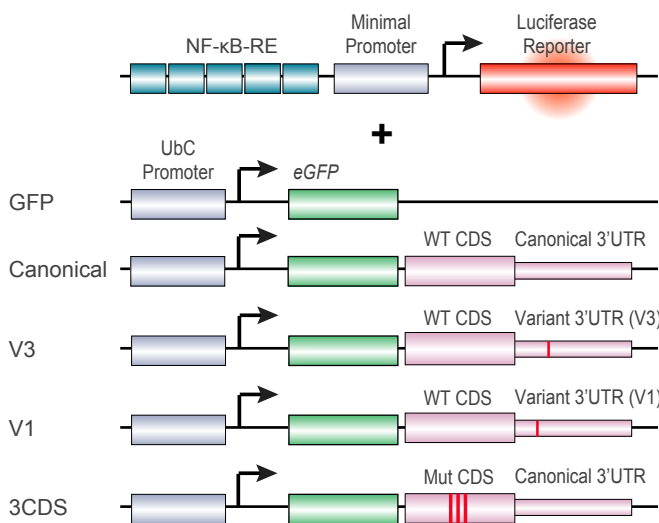 NF-κB-RE
Minimal
Promoter
Luciferase
Reporter
+
UbC
Promoter
eGFP
GFP
WT CDS Canonical 3'UTR
Canonical
WT CDS Variant 3'UTR (V3)
V3
WT CDS Variant 3'UTR (V1)
V1
Mut CDS Canonical 3'UTR
3CDS